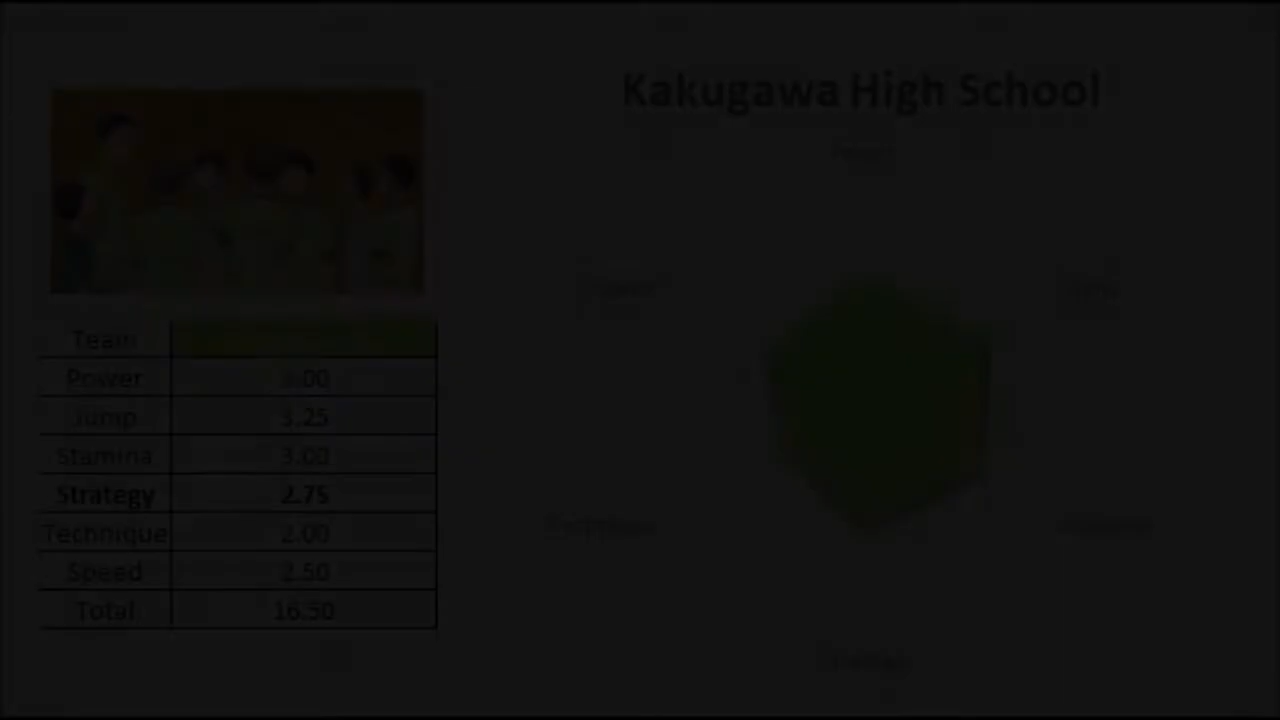 Kakugawa High School
Team
Power 3.00
Jump 3.25
Stamina 3.00
Strategy 2.75
Technique 2.00
Speed 2.50
Total 16.50